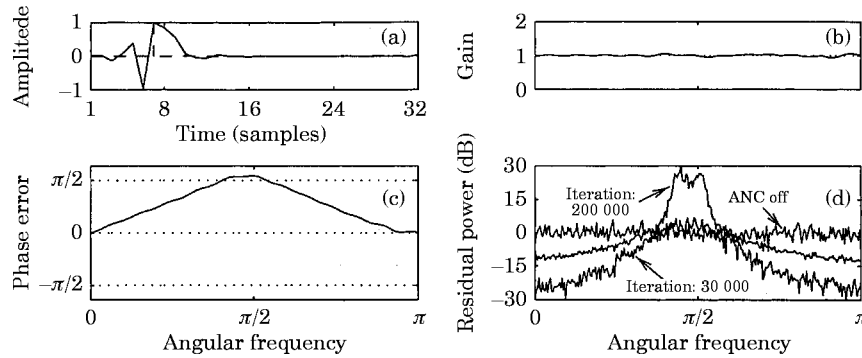 Amplitede
1
0
−1
(a)
1 8 16 24 32
Time (samples)
Gain
2
1
0
(b)
0 π/2 π
Phase error
π/2
0
−π/2
(c)
0 π/2 π
Angular frequency
Residual power (dB)
30
15
0
−15
−30
Iteration:
200 000
ANC off
(d)
Iteration: 30 000
0 π/2 π
Angular frequency